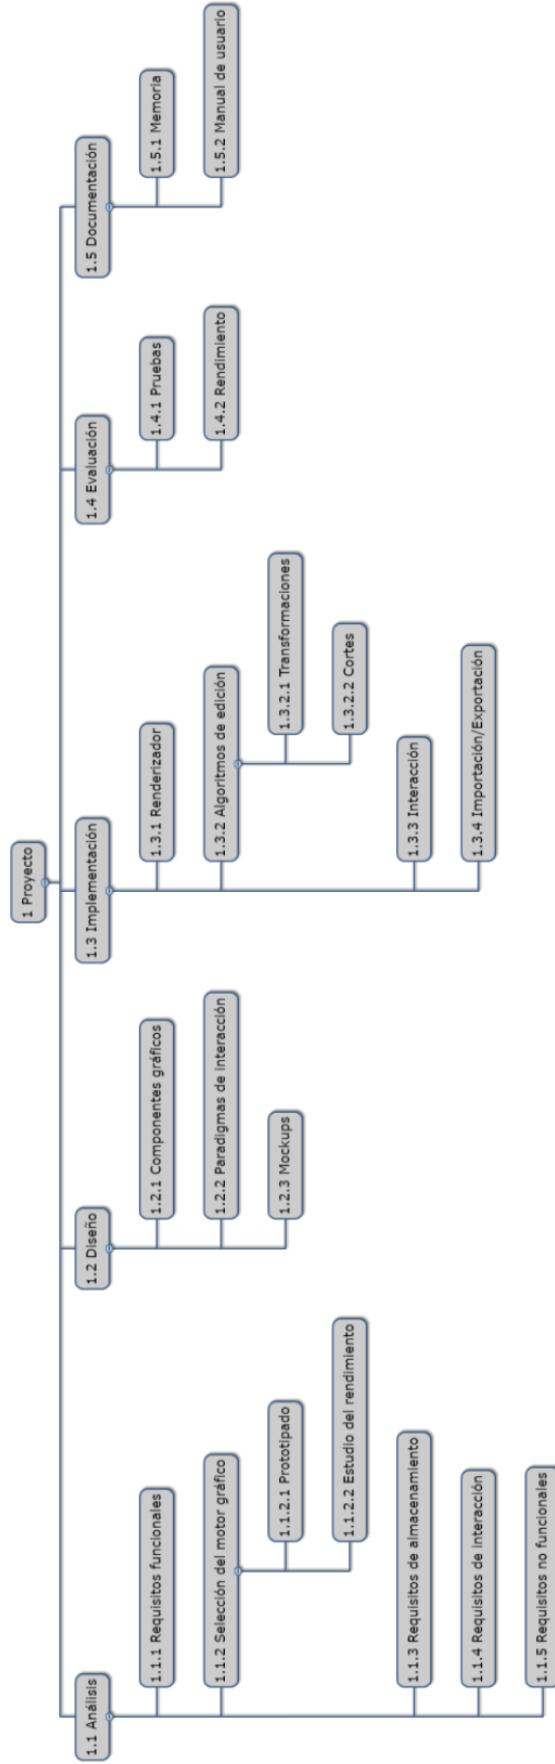 1 Proyecto
1.1 Análisis
1.1.1 Requisitos funcionales
1.1.2 Selección del motor gráfico
1.1.2.1 Prototipado
1.1.2.2 Estudio del rendimiento
1.1.3 Requisitos de almacenamiento
1.1.4 Requisitos de interacción
1.1.5 Requisitos no funcionales
1.2 Diseño
1.2.1 Componentes gráficos
1.2.2 Paradigmas de interacción
1.2.3 Mockups
1.3 Implementación
1.3.1 Renderizador
1.3.2 Algoritmos de edición
1.3.2.1 Transformaciones
1.3.2.2 Cortes
1.3.3 Interacción
1.3.4 Importación/Exportación
1.4 Evaluación
1.4.1 Pruebas
1.4.2 Rendimiento
1.5 Documentación
1.5.1 Memoria
1.5.2 Manual de usuario